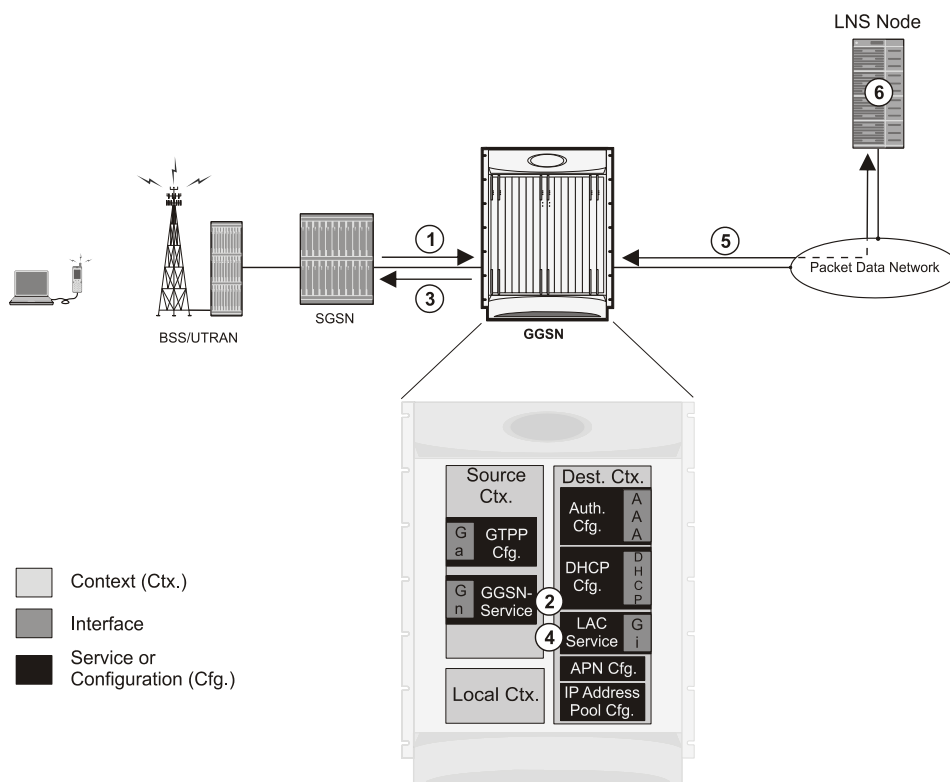 LNS Node
6
1
5
Packet Data Network
3
SGSN
BSS/UTRAN
GGSN
Source
Ctx.
Dest. Ctx.
Auth.
Cfg.
A
A
A
G
a
GTPP
Cfg.
DHCP
Cfg.
D
H
C
P
G
n
GGSN-
Service
2
4
LAC
Service
G
i
APN Cfg.
Local Ctx.
IP Address
Pool Cfg.
Context (Ctx.)
Interface
Service or
Configuration (Cfg.)